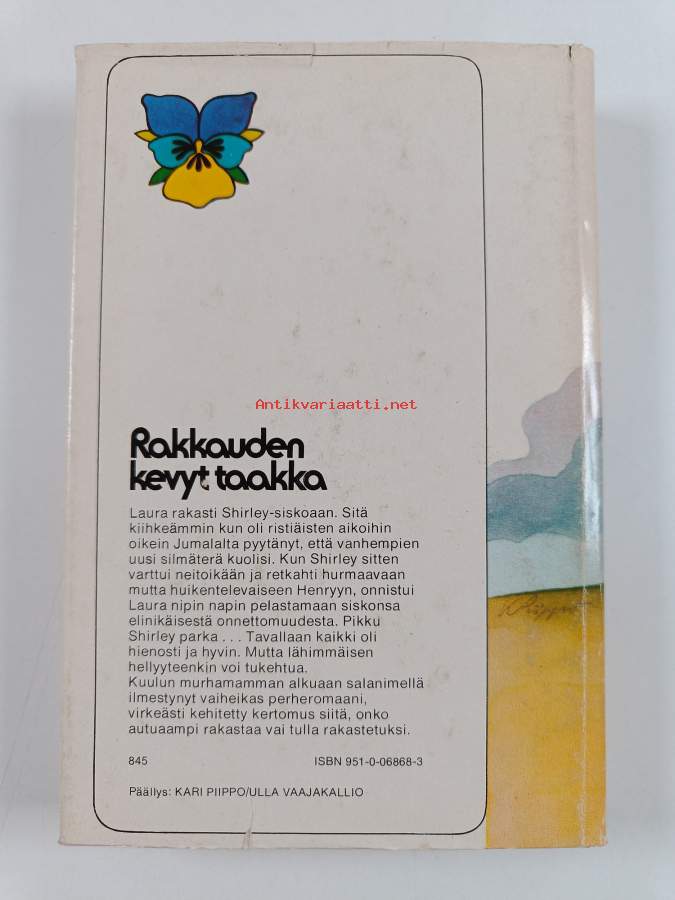 Antikvariaatti.net
Rakkauden
kevyt taakka
Laura rakasti Shirley-siskoaan. Sitä
kiihkeämmin kun oli ristiäisten aikoihin
oikein Jumalalta pyytänyt, että vanhempien
uusi silmäterä kuolisi. Kun Shirley sitten
varttui neitoikään ja retkahti hurmaavaan
mutta huikentelevaiseen Henryyn, onnistui
Laura nipin napin pelastamaan siskonsa
elinikäisestä onnettomuudesta. Pikku
Shirley parka . . . Tavallaan kaikki oli
hienosti ja hyvin. Mutta lähimmäisen
hellyyteenkin voi tukehtua.
Kuulun murhamamman alkuaan salanimellä
ilmestynyt vaiheikas perheromaani,
virkeästi kehitetty kertomus siitä, onko
autuaampi rakastaa vai tulla rakastetuksi.
845 ISBN 951-0-06868-3
Päällys: KARI PIIPPO/ULLA VAAJAKALLIO